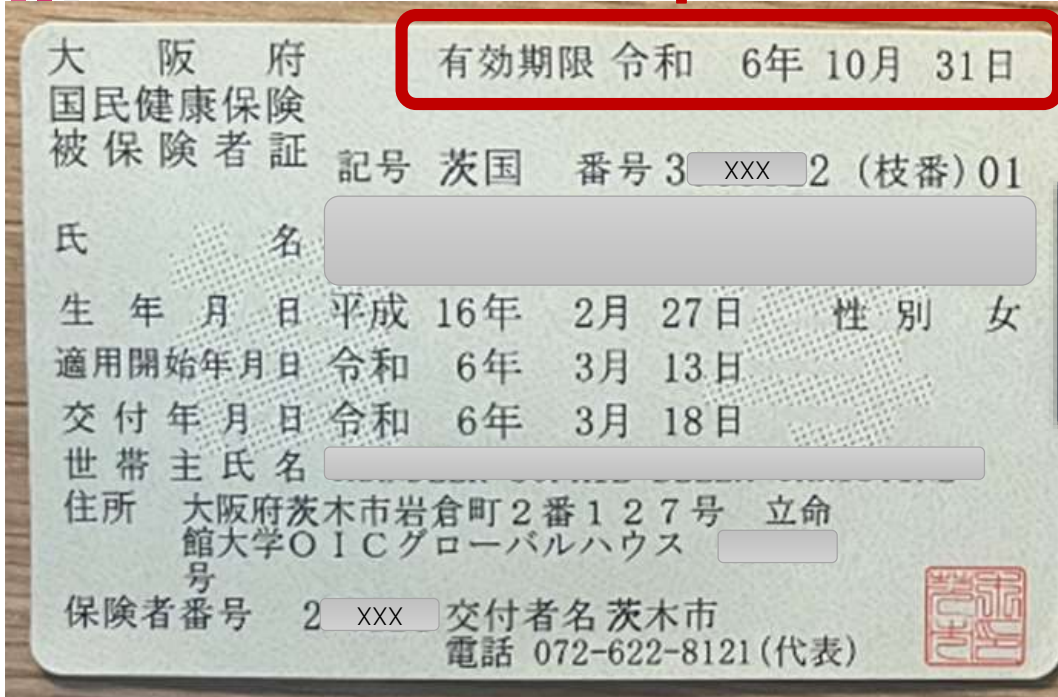 大阪府 有効期限 令和 6年 10月 31日
国民健康保険
被保険者証 記号 茨国 番号 3 XXX 2 (枝番) 01
氏名
生年月日 平成 16年 2月 27日 性別 女
適用開始年月日 令和 6年 3月 13日
交付年月日 令和 6年 3月 18日
世帯主氏名
住所 大阪府茨木市岩倉町2番127号 立命
館大学OICグローバルハウス
号
保険者番号 2 XXX 交付者名 茨木市
電話 072-622-8121(代表)